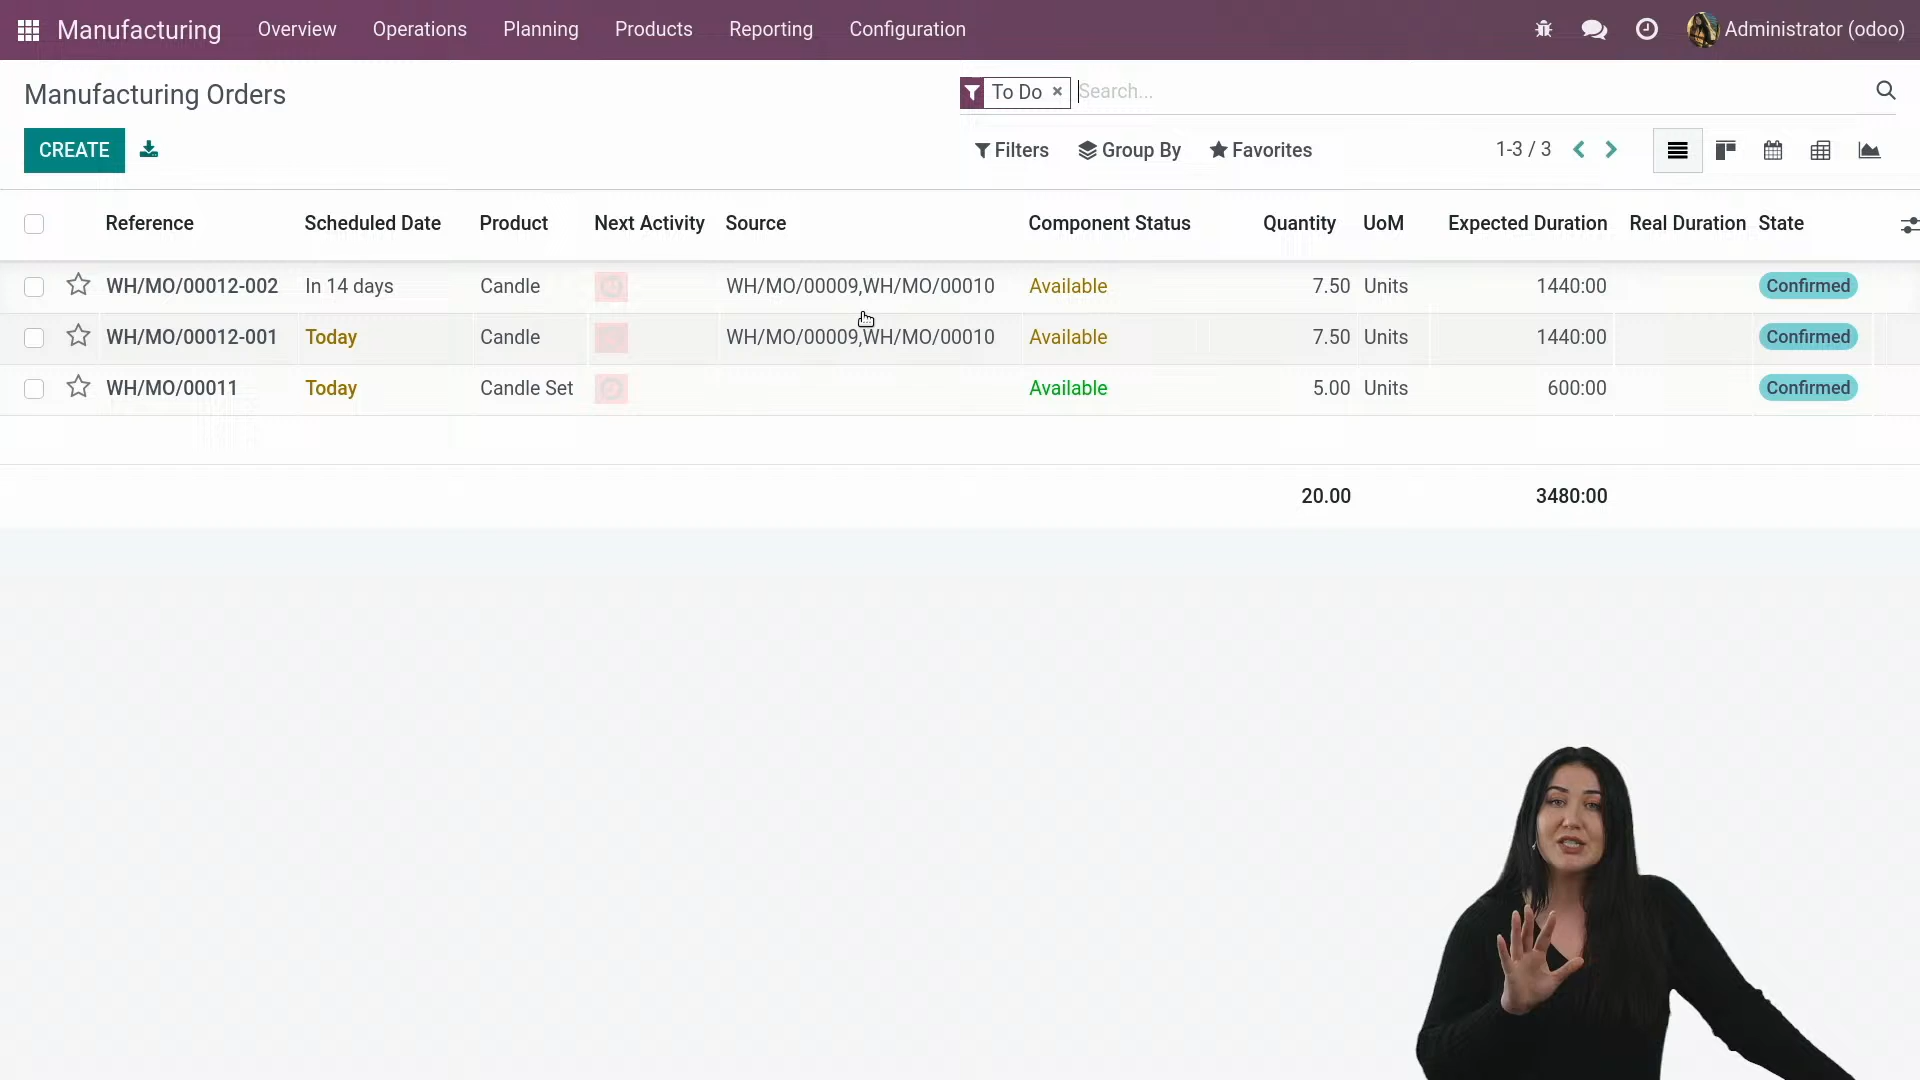 Manufacturing Overview Operations Planning Products Reporting Configuration Administrator (odoo)
Manufacturing Orders To Do × Search...
CREATE Filters Group By Favorites 1-3 / 3
Reference Scheduled Date Product Next Activity Source Component Status Quantity UoM Expected Duration Real Duration State
WH/MO/00012-002 In 14 days Candle WH/MO/00009,WH/MO/00010 Available 7.50 Units 1440:00 Confirmed
WH/MO/00012-001 Today Candle WH/MO/00009,WH/MO/00010 Available 7.50 Units 1440:00 Confirmed
WH/MO/00011 Today Candle Set Available 5.00 Units 600:00 Confirmed
20.00 3480:00